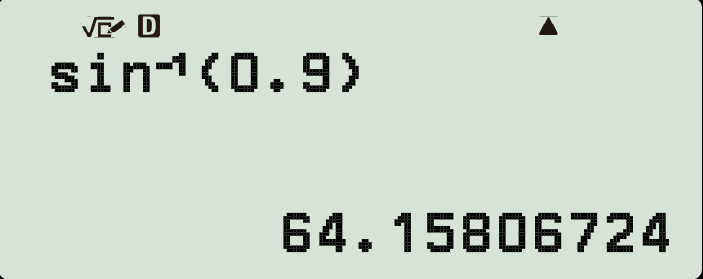 √ D ▲
sin⁻¹(0.9)
64.15806724